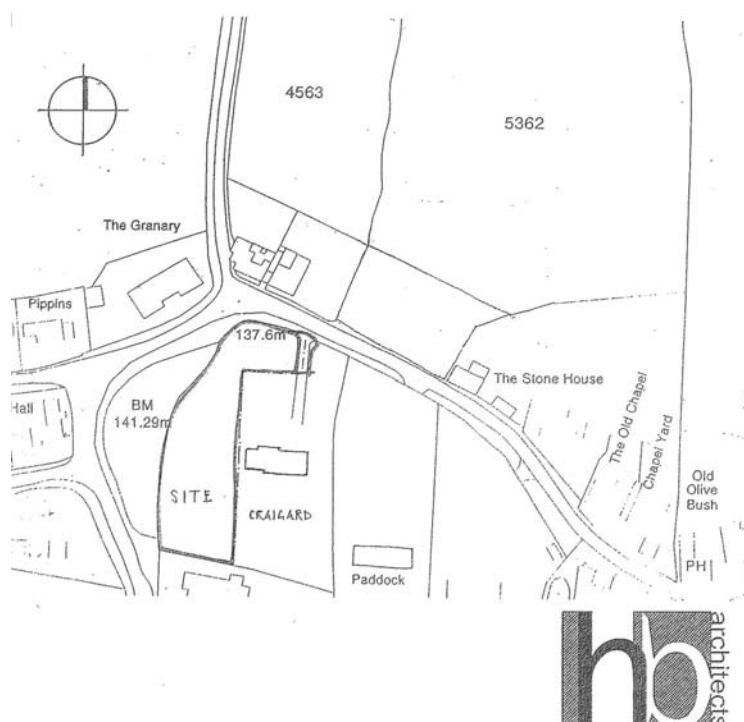 4563
5362
The Granary
Pippins
137.6m
The Stone House
BM
141.29m
Hall
The Old Chapel
Chapel Yard
Old
Olive
Bush
SITE
CRAIGARD
PH
Paddock
hb
architects